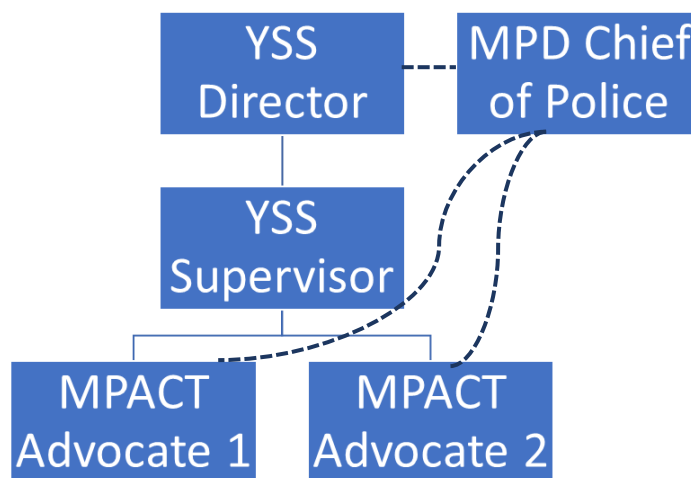 YSS
Director
MPD Chief
of Police
YSS
Supervisor
MPACT
Advocate 1
MPACT
Advocate 2